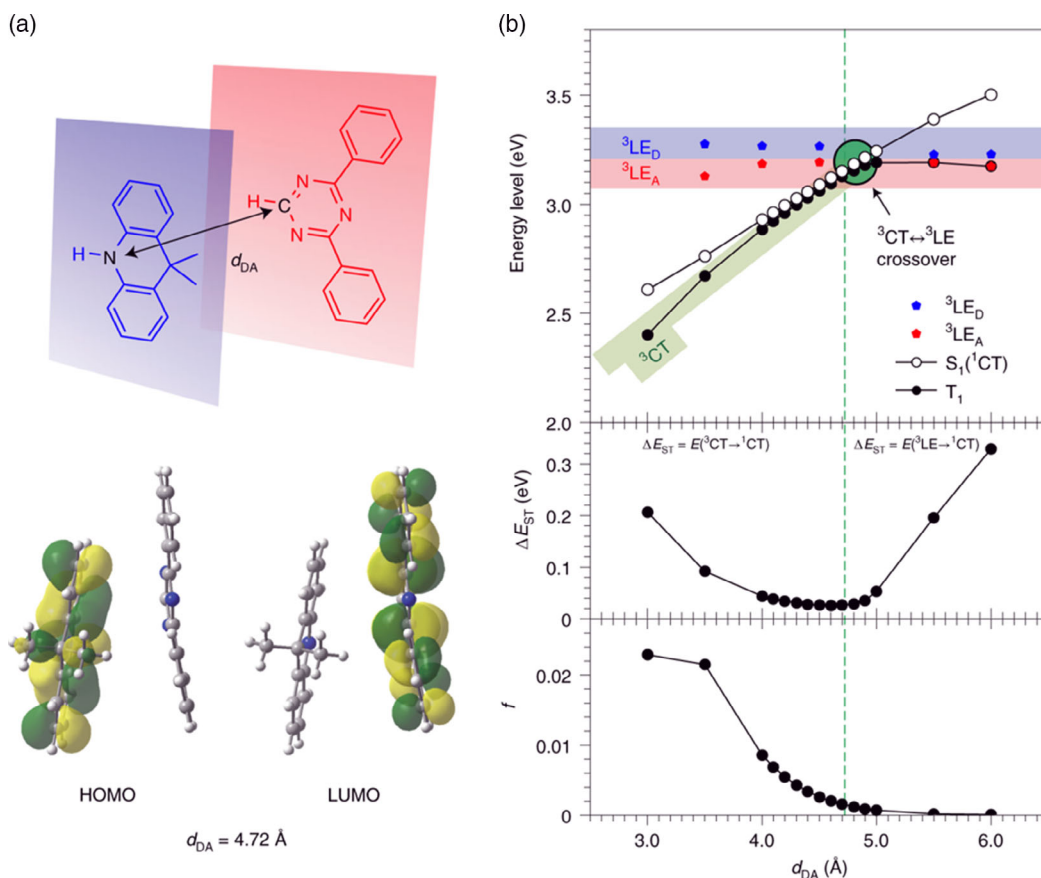 (a)
H
N
H
C
N
N
N
dDA
HOMO
LUMO
dDA = 4.72 Å
(b)
Energy level (eV)
3.5
3.0
2.5
2.0
3LED
3LEA
3CT
3CT↔3LE
crossover
3LED
3LEA
S1(1CT)
T1
ΔEST = E(3CT→1CT)
ΔEST = E(3LE→1CT)
ΔEST (eV)
0.3
0.2
0.1
0
f
0.02
0.01
0
3.0 4.0 5.0 6.0
dDA (Å)